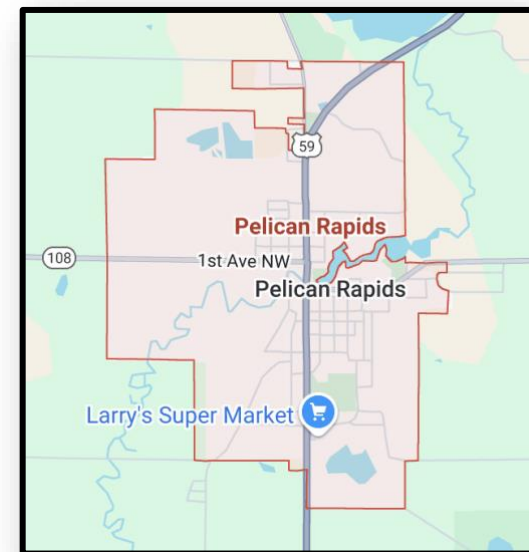 59
Pelican Rapids
108
1st Ave NW
Pelican Rapids
Larry's Super Market